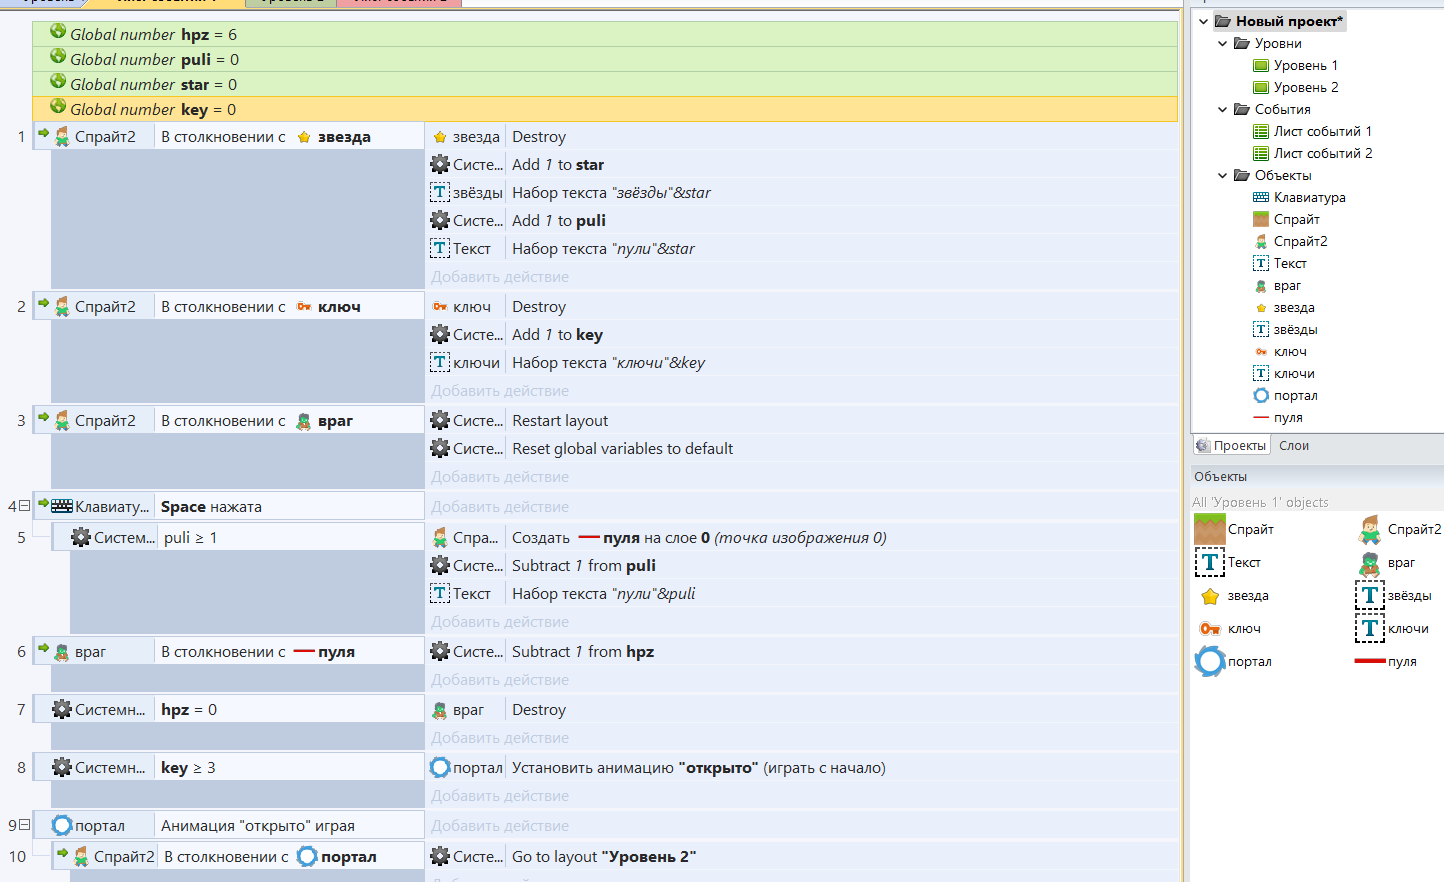 Global number hpz = 6
Global number puli = 0
Global number star = 0
Global number key = 0
1 Спрайт2 В столкновении с звезда звезда Destroy
Систе... Add 1 to star
звёзды Набор текста "звёзды"&star
Систе... Add 1 to puli
Текст Набор текста "пули"&star
Добавить действие
2 Спрайт2 В столкновении с ключ ключ Destroy
Систе... Add 1 to key
ключи Набор текста "ключи"&key
Добавить действие
3 Спрайт2 В столкновении с враг Систе... Restart layout
Систе... Reset global variables to default
Добавить действие
4 Клавиату... Space нажата Добавить действие
5 Систем... puli ≥ 1 Спра... Создать пуля на слое 0 (точка изображения 0)
Систе... Subtract 1 from puli
T Текст Набор текста "пули"&puli
Добавить действие
6 враг В столкновении с пуля Систе... Subtract 1 from hpz
Добавить действие
7 Системн... hpz = 0 враг Destroy
Добавить действие
8 Системн... key ≥ 3 портал Установить анимацию "открыто" (играть с начало)
Добавить действие
9 портал Анимация "открыто" играя Добавить действие
10 Спрайт2 В столкновении с портал Систе... Go to layout "Уровень 2"
Новый проект*
Уровни
Уровень 1
Уровень 2
События
Лист событий 1
Лист событий 2
Объекты
Клавиатура
Спрайт
Спрайт2
Текст
враг
звезда
звёзды
ключ
ключи
портал
пуля
Проекты Слои
Объекты
All 'Уровень 1' objects
Спрайт Спрайт2
Текст враг
звезда звёзды
ключ ключи
портал пуля